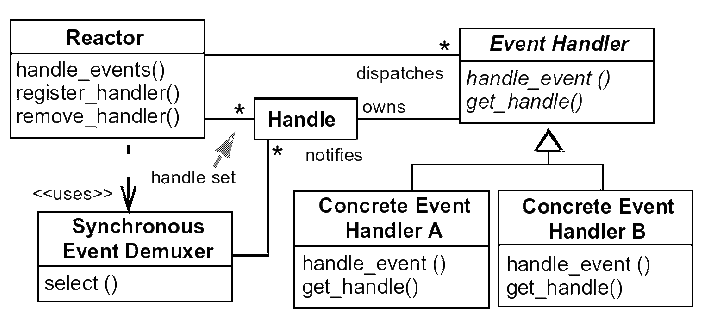 Reactor
handle_events()
register_handler()
remove_handler()
*
dispatches
Event Handler
handle_event ()
get_handle()
*
handle set
Handle
owns
*
notifies
<<uses>>
Synchronous
Event Demuxer
select ()
Concrete Event
Handler A
handle_event ()
get_handle()
Concrete Event
Handler B
handle_event ()
get_handle()